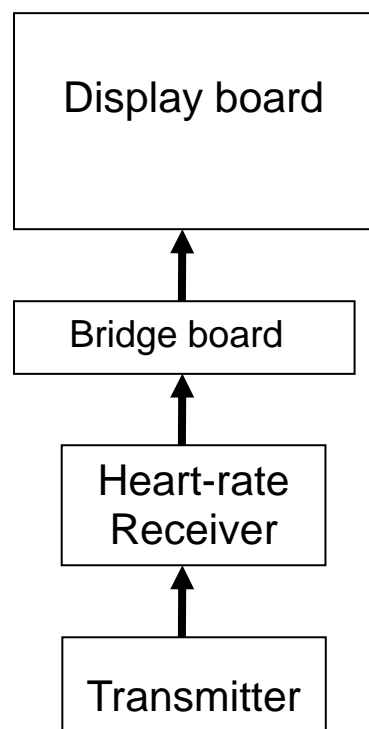 Display board
Bridge board
Heart-rate
Receiver
Transmitter